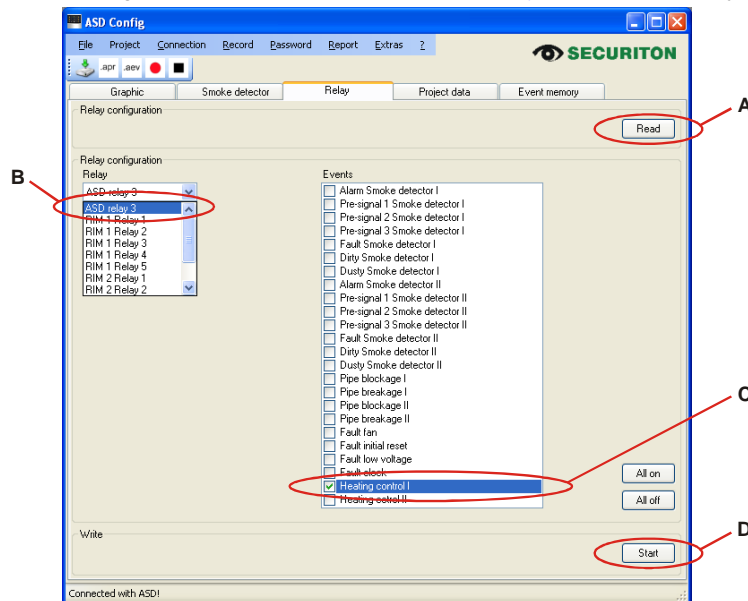 ASD Config
File Project Connection Record Password Report Extras ?
SECURITON
.apr .aev
Graphic Smoke detector Relay Project data Event memory
Relay configuration
A
Read
Relay configuration
B
Relay
ASD relay 3
ASD relay 3
RIM 1 Relay 1
RIM 1 Relay 2
RIM 1 Relay 3
RIM 1 Relay 4
RIM 1 Relay 5
RIM 2 Relay 1
RIM 2 Relay 2
Events
Alarm Smoke detector I
Pre-signal 1 Smoke detector I
Pre-signal 2 Smoke detector I
Pre-signal 3 Smoke detector I
Fault Smoke detector I
Dirty Smoke detector I
Dusty Smoke detector I
Alarm Smoke detector II
Pre-signal 1 Smoke detector II
Pre-signal 2 Smoke detector II
Pre-signal 3 Smoke detector II
Fault Smoke detector II
Dirty Smoke detector II
Dusty Smoke detector II
Pipe blockage I
Pipe breakage I
Pipe blockage II
Pipe breakage II
Fault fan
Fault initial reset
Fault low voltage
Fault clock
Heating control I
Heating cotrol II
C
All on
All off
Write
D
Start
Connected with ASD!